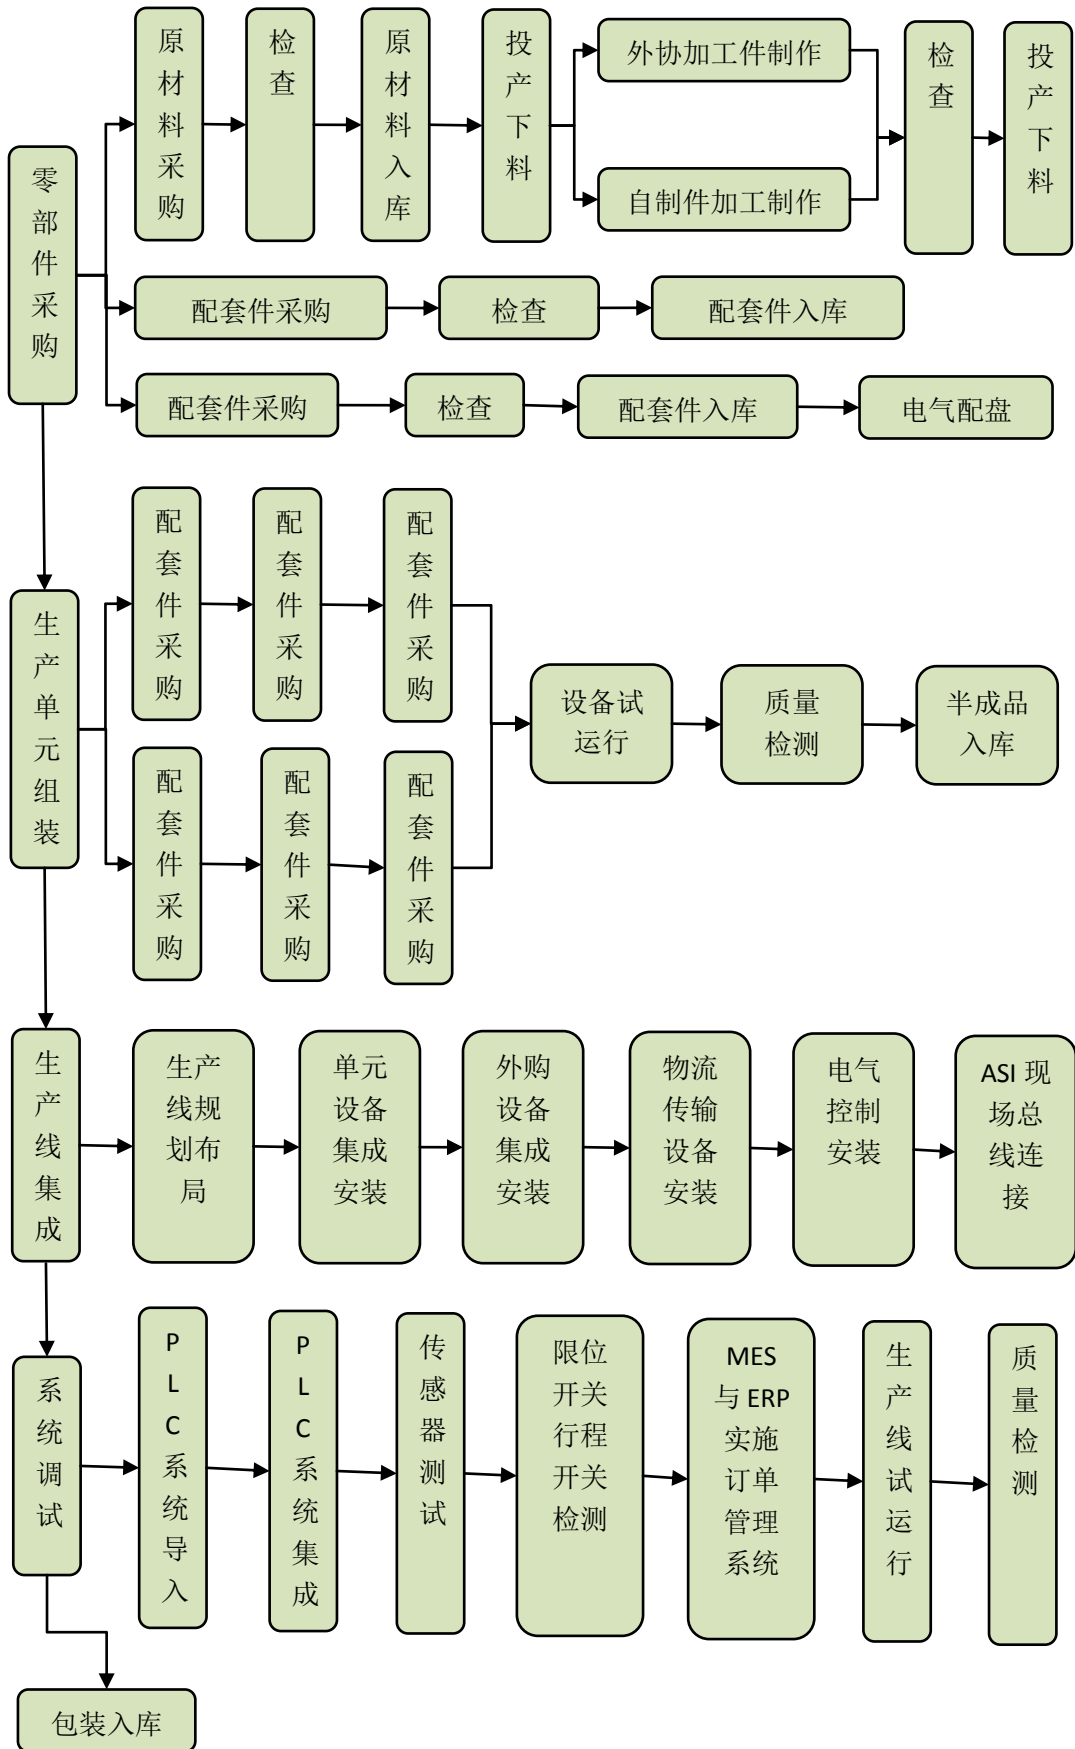 零部件采购
原材料采购
检查
原材料入库
投产下料
外协加工件制作
自制件加工制作
检查
投产下料
配套件采购
检查
配套件入库
配套件采购
检查
配套件入库
电气配盘
生产单元组装
配套件采购
配套件采购
配套件采购
配套件采购
配套件采购
配套件采购
设备试
运行
质量
检测
半成品
入库
生产线集成
生产
线规
划布
局
单元
设备
集成
安装
外购
设备
集成
安装
物流
传输
设备
安装
电气
控制
安装
ASI 现
场总
线连
接
系统调试
PLC系统导入
PLC系统集成
传感器测试
限位
开关
行程
开关
检测
MES
与 ERP
实施
订单
管理
系统
生产线试运行
质量检测
包装入库